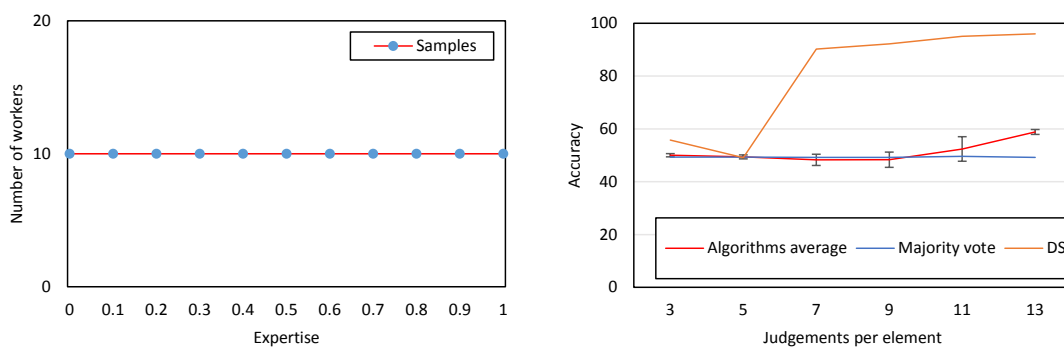 20
10
0
Number of workers
Samples
0 0.1 0.2 0.3 0.4 0.5 0.6 0.7 0.8 0.9 1
Expertise
100
80
60
40
20
0
Accuracy
Algorithms average Majority vote DS
3 5 7 9 11 13
Judgements per element